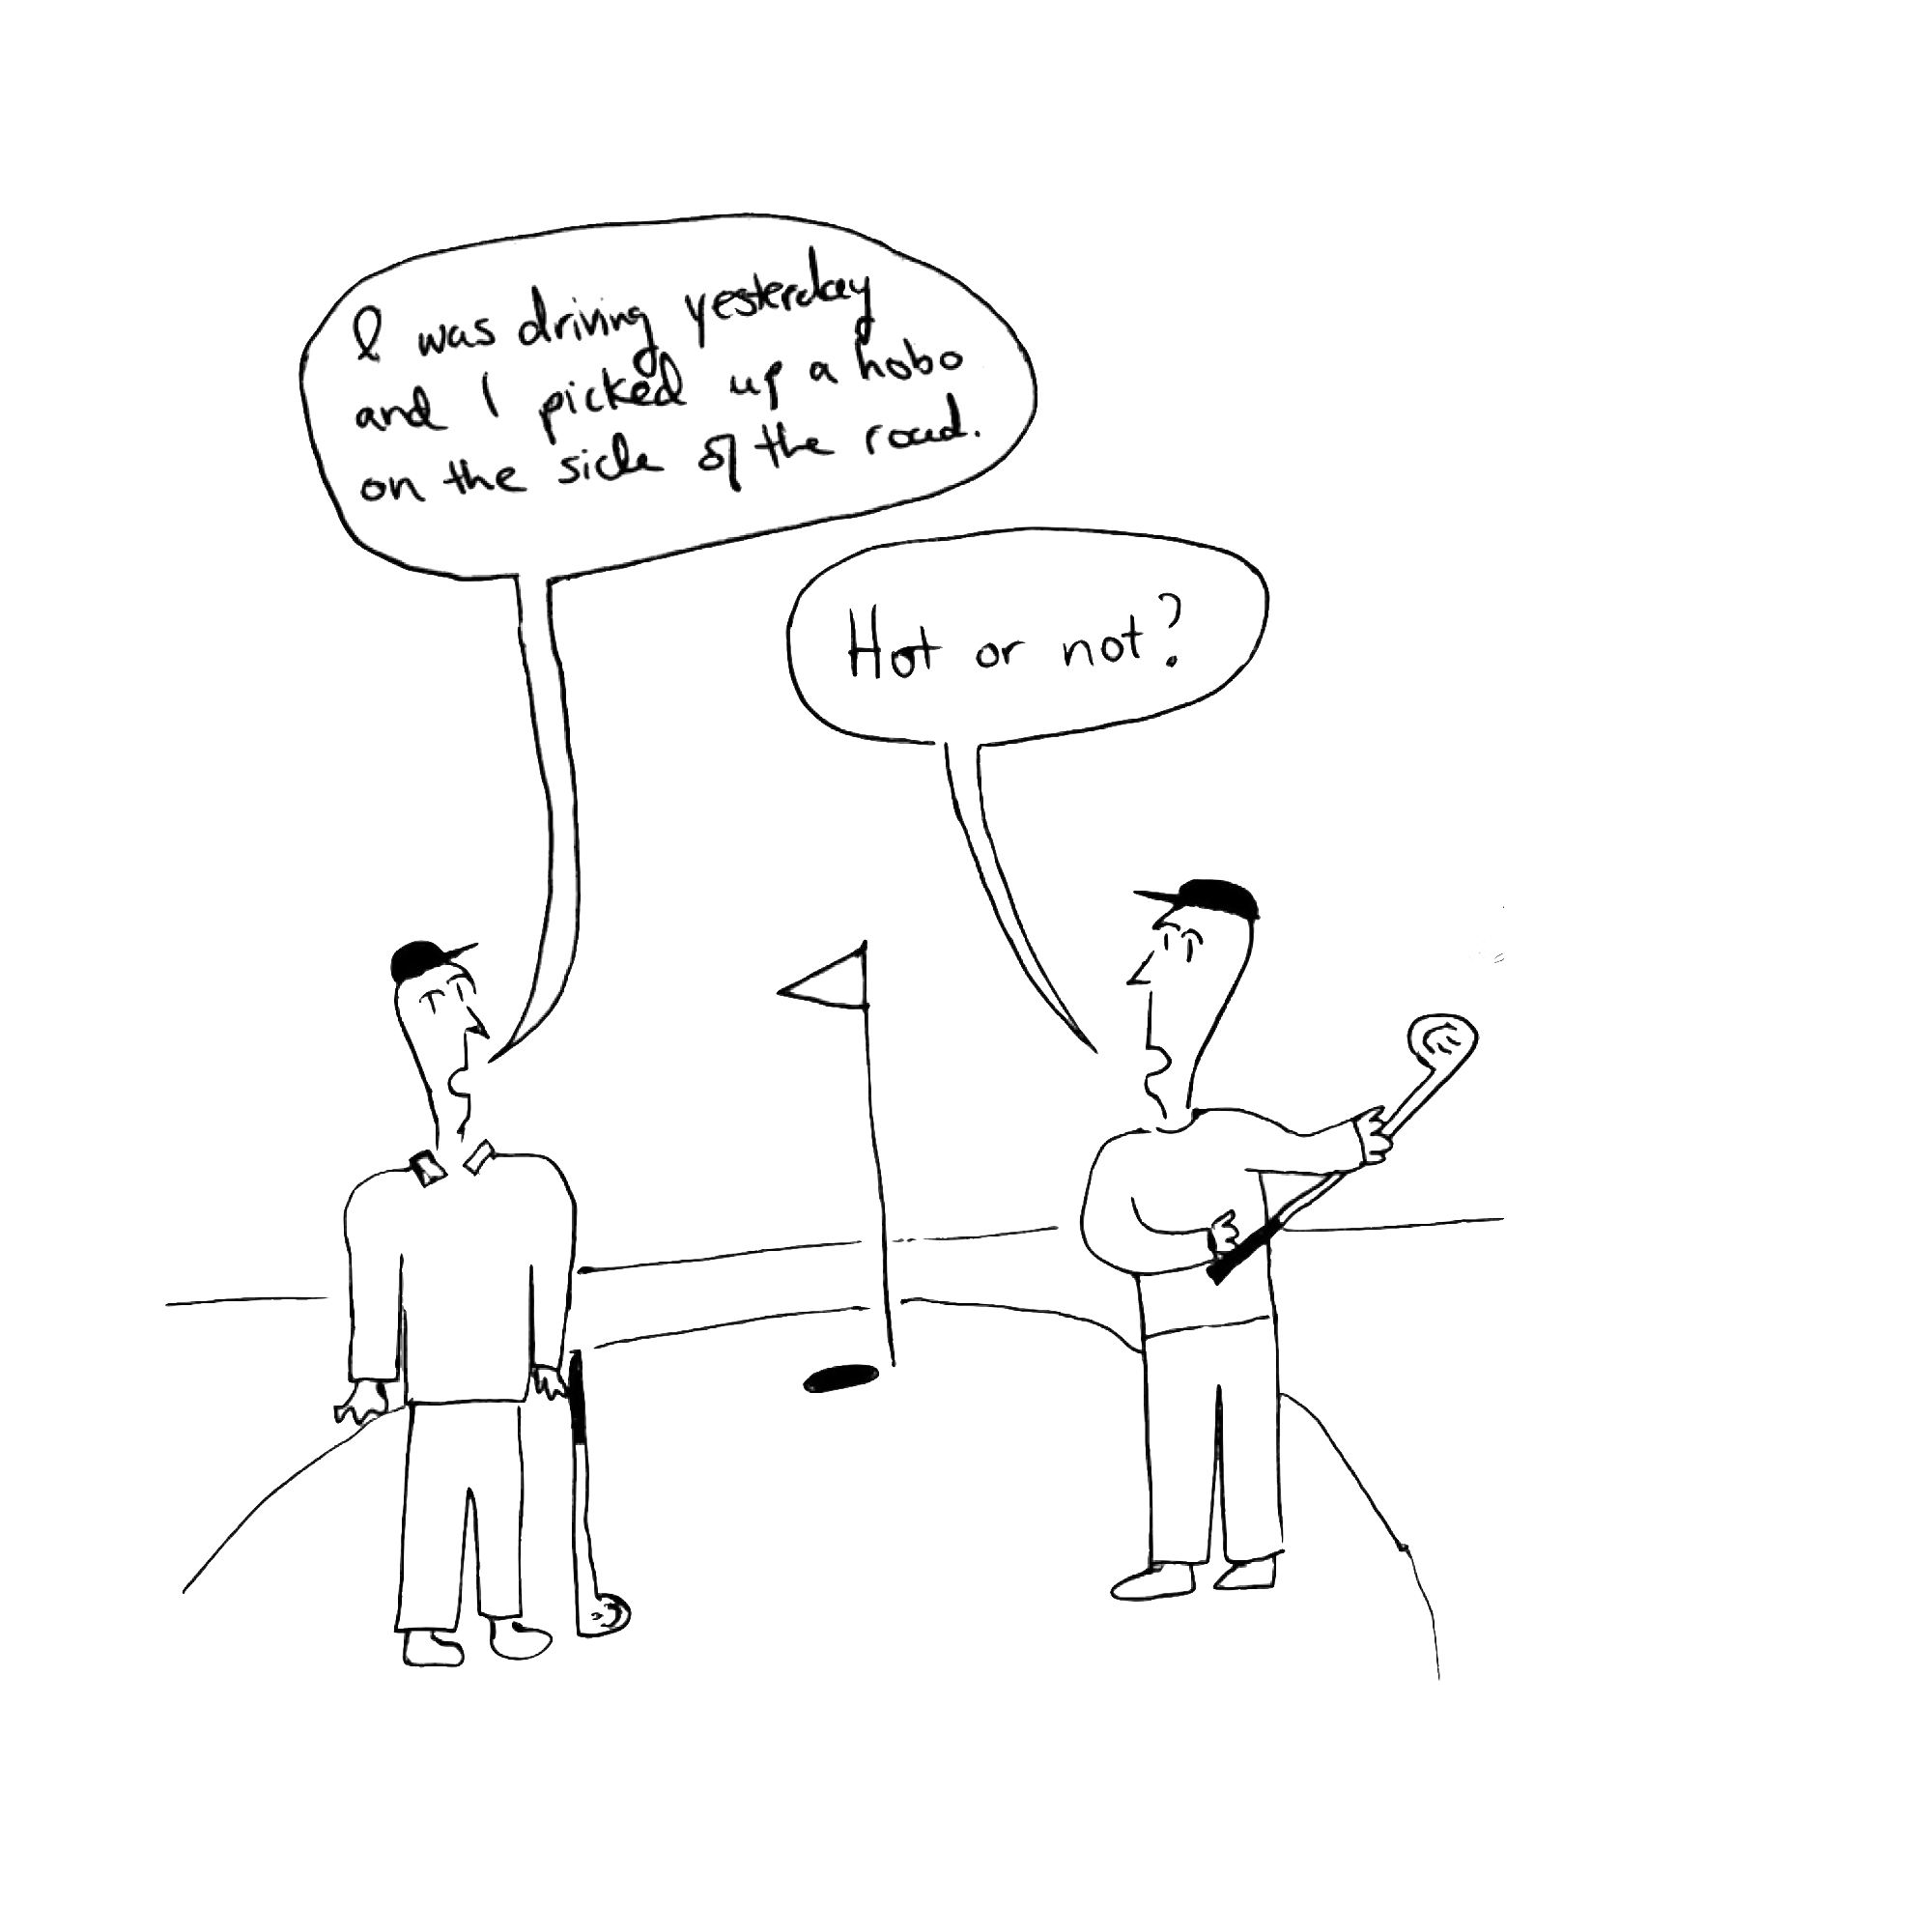 I was driving yesterday
and I picked up a hobo
on the side of the road.
Hot or not?